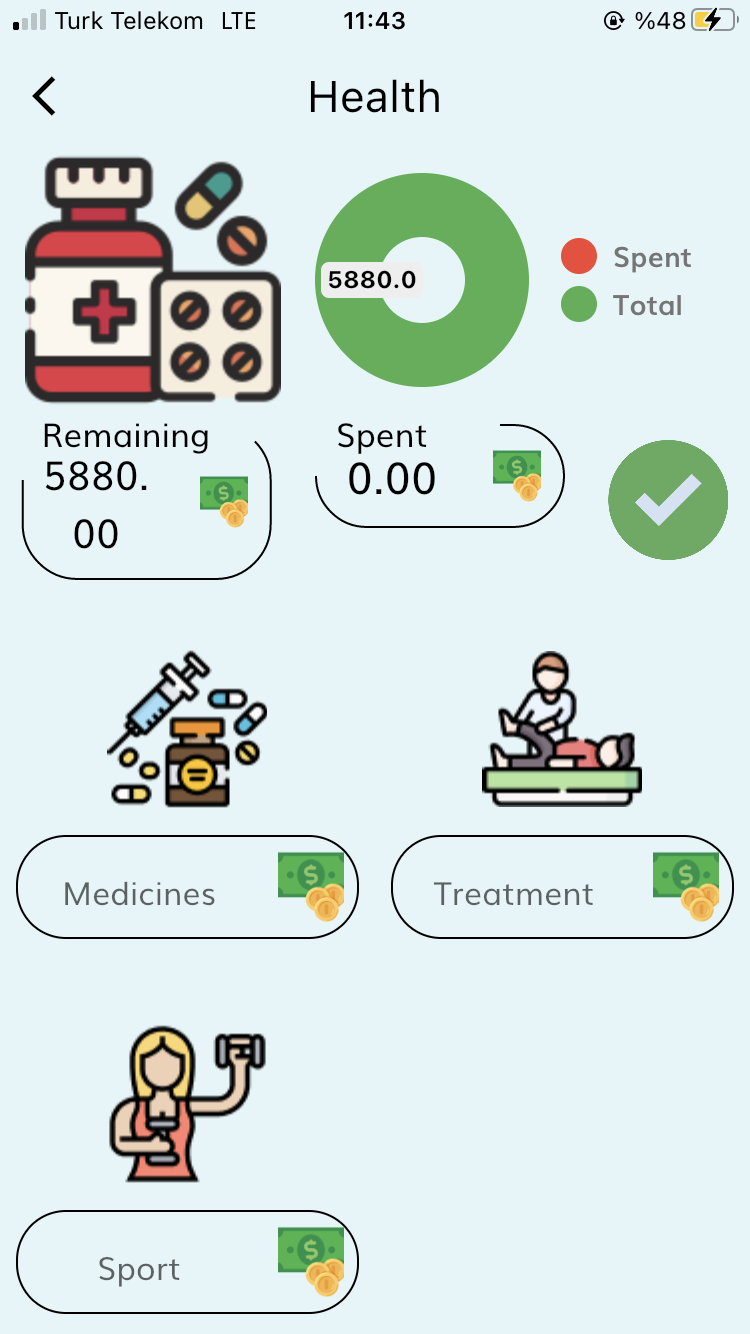 Turk Telekom LTE 11:43 %48
Health
5880.0
Spent
Total
Remaining
5880.
00
Spent
0.00
Medicines
Treatment
Sport